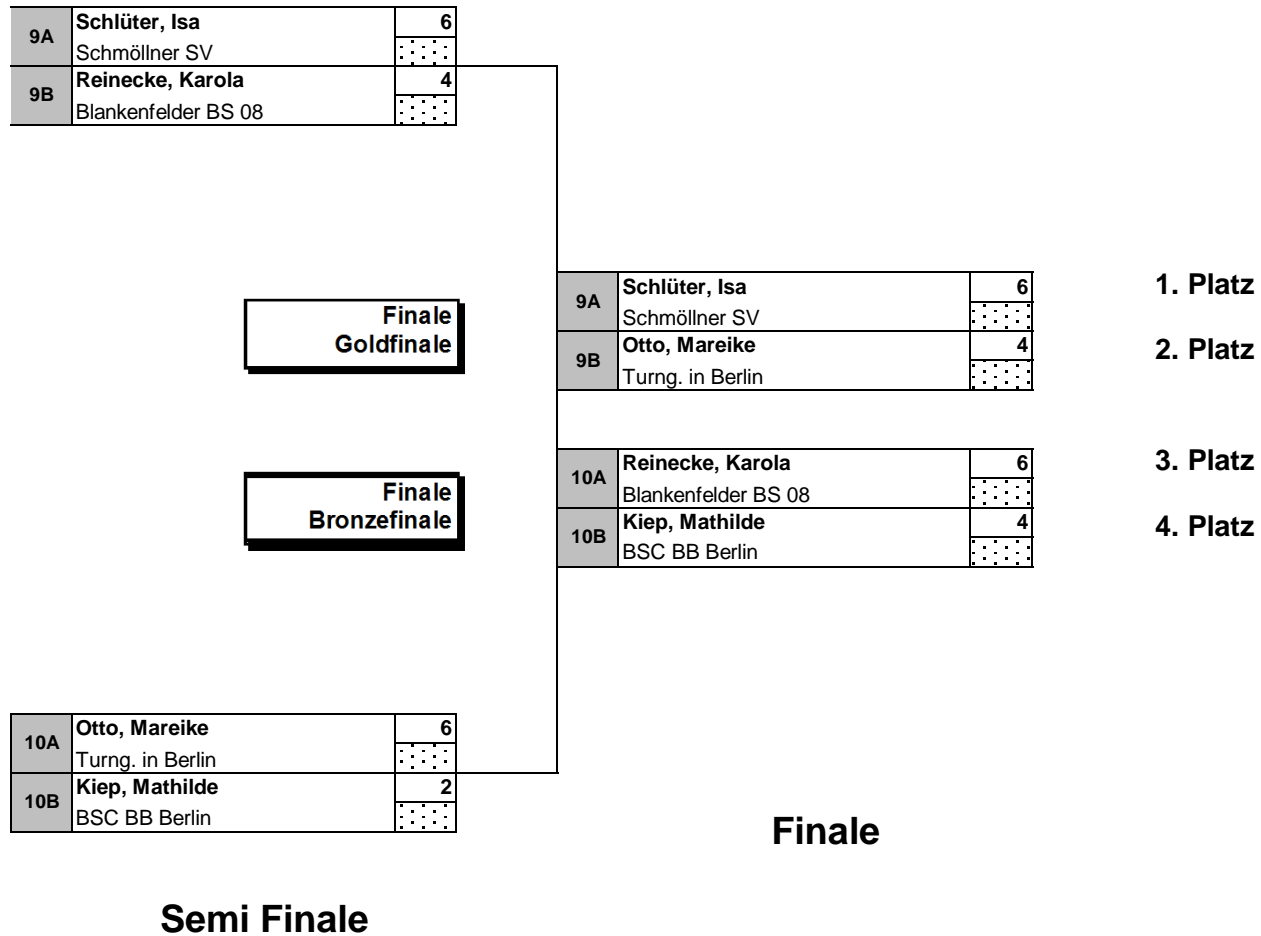 9A Schlüter, Isa 6
Schmöllner SV
9B Reinecke, Karola 4
Blankenfelder BS 08
Finale
Goldfinale
9A Schlüter, Isa 6
Schmöllner SV
9B Otto, Mareike 4
Turng. in Berlin
1. Platz
2. Platz
Finale
Bronzefinale
10A Reinecke, Karola 6
Blankenfelder BS 08
10B Kiep, Mathilde 4
BSC BB Berlin
3. Platz
4. Platz
10A Otto, Mareike 6
Turng. in Berlin
10B Kiep, Mathilde 2
BSC BB Berlin
Finale
Semi Finale